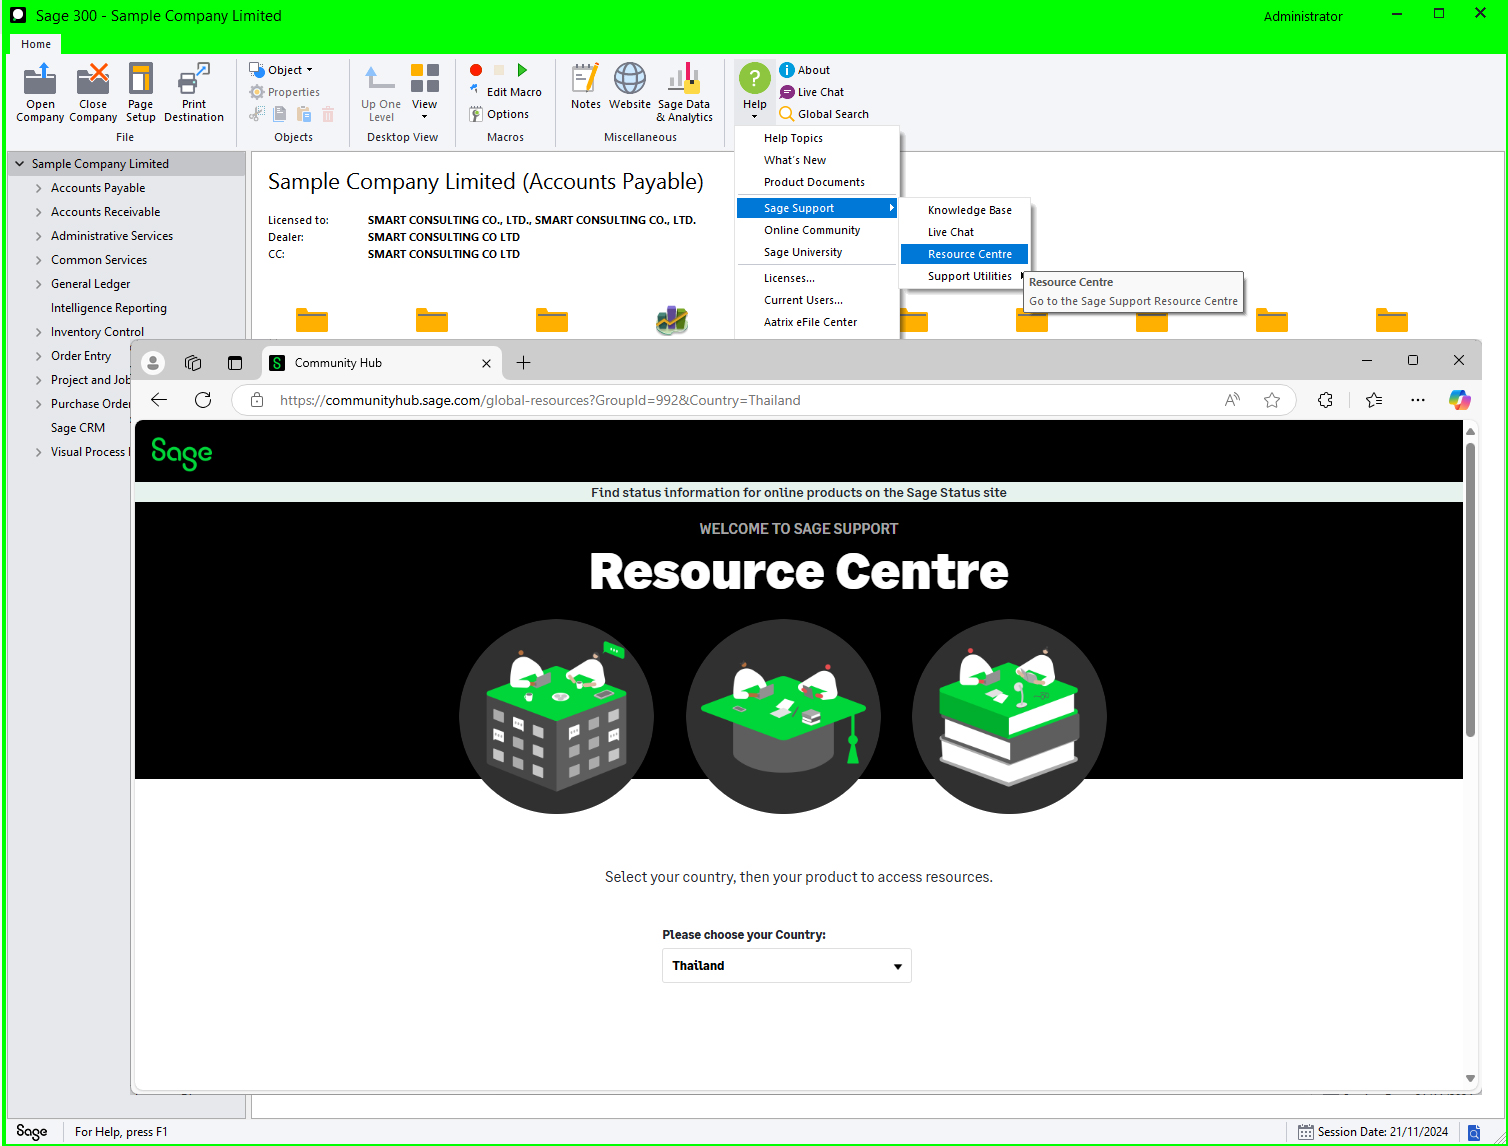 Sage 300 - Sample Company Limited
Administrator
Home
Open Company
Close Company
Page Setup
Print Destination
File
Object
Properties
Objects
Up One Level
View
Desktop View
Edit Macro
Options
Macros
Notes
Website
Sage Data & Analytics
Miscellaneous
Help
About
Live Chat
Global Search
Help Topics
What's New
Product Documents
Sage Support
Online Community
Sage University
Licenses...
Current Users...
Aatrix eFile Center
Knowledge Base
Live Chat
Resource Centre
Support Utilities
Resource Centre
Go to the Sage Support Resource Centre
Sample Company Limited
Accounts Payable
Accounts Receivable
Administrative Services
Common Services
General Ledger
Intelligence Reporting
Inventory Control
Order Entry
Project and Job
Purchase Order
Sage CRM
Visual Process
Sample Company Limited (Accounts Payable)
Licensed to: SMART CONSULTING CO., LTD., SMART CONSULTING CO., LTD.
Dealer: SMART CONSULTING CO LTD
CC: SMART CONSULTING CO LTD
Community Hub
https://communityhub.sage.com/global-resources?GroupId=992&Country=Thailand
Sage
Find status information for online products on the Sage Status site
WELCOME TO SAGE SUPPORT
Resource Centre
Select your country, then your product to access resources.
Please choose your Country:
Thailand
Sage
For Help, press F1
Session Date: 21/11/2024